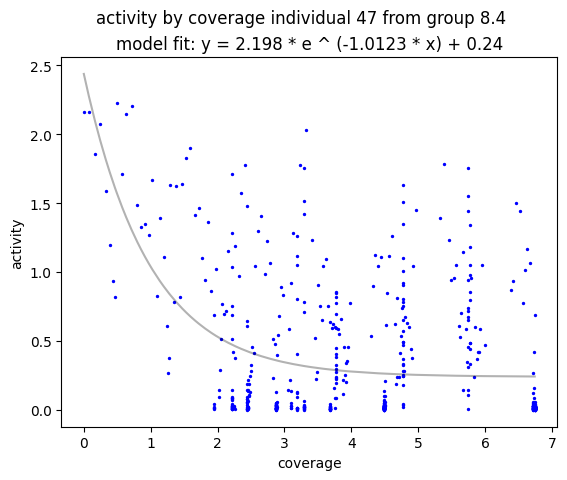 activity by coverage individual 47 from group 8.4
model fit: y = 2.198 * e ^ (-1.0123 * x) + 0.24
2.5
2.0
1.5
1.0
0.5
0.0
activity
0 1 2 3 4 5 6 7
coverage